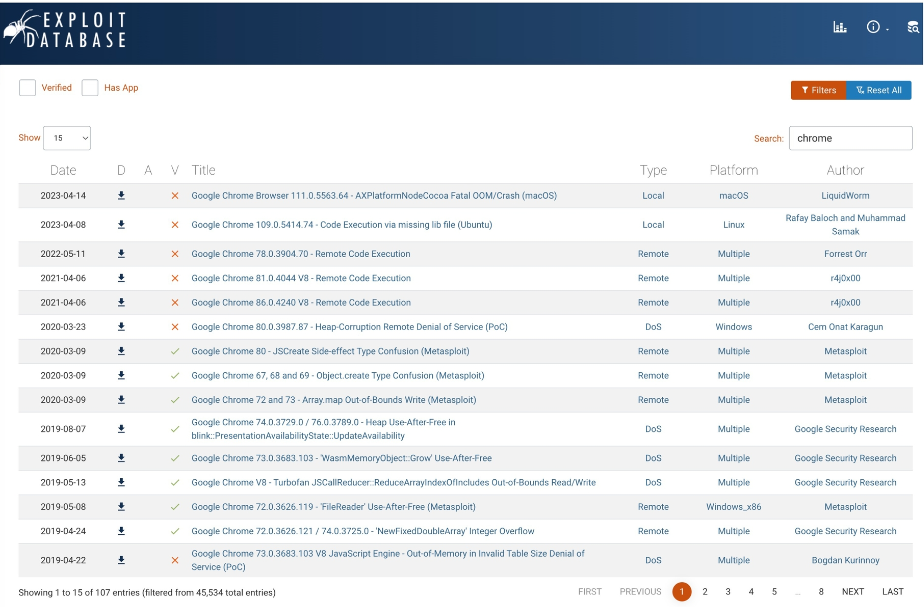 EXPLOIT
DATABASE
Verified Has App
Filters Reset All
Show 15 Search: chrome
Date D A V Title Type Platform Author
2023-04-14 Google Chrome Browser 111.0.5563.64 - AXPlatformNodeCocoa Fatal OOM/Crash (macOS) Local macOS LiquidWorm
2023-04-08 Google Chrome 109.0.5414.74 - Code Execution via missing lib file (Ubuntu) Local Linux Rafay Baloch and Muhammad
Samak
2022-05-11 Google Chrome 78.0.3904.70 - Remote Code Execution Remote Multiple Forrest Orr
2021-04-06 Google Chrome 81.0.4044 V8 - Remote Code Execution Remote Multiple r4j0x00
2021-04-06 Google Chrome 86.0.4240 V8 - Remote Code Execution Remote Multiple r4j0x00
2020-03-23 Google Chrome 80.0.3987.87 - Heap-Corruption Remote Denial of Service (PoC) DoS Windows Cem Onat Karagun
2020-03-09 Google Chrome 80 - JSCreate Side-effect Type Confusion (Metasploit) Remote Multiple Metasploit
2020-03-09 Google Chrome 67, 68 and 69 - Object.create Type Confusion (Metasploit) Remote Multiple Metasploit
2020-03-09 Google Chrome 72 and 73 - Array.map Out-of-Bounds Write (Metasploit) Remote Multiple Metasploit
2019-08-07 Google Chrome 74.0.3729.0 / 76.0.3789.0 - Heap Use-After-Free in
blink::PresentationAvailabilityState::UpdateAvailability DoS Multiple Google Security Research
2019-06-05 Google Chrome 73.0.3683.103 - 'WasmMemoryObject::Grow' Use-After-Free DoS Multiple Google Security Research
2019-05-13 Google Chrome V8 - Turbofan JSCallReducer::ReduceArrayIndexOfIncludes Out-of-Bounds Read/Write DoS Multiple Google Security Research
2019-05-08 Google Chrome 72.0.3626.119 - 'FileReader' Use-After-Free (Metasploit) Remote Windows_x86 Metasploit
2019-04-24 Google Chrome 72.0.3626.121 / 74.0.3725.0 - 'NewFixedDoubleArray' Integer Overflow Remote Multiple Google Security Research
2019-04-22 Google Chrome 73.0.3683.103 V8 JavaScript Engine - Out-of-Memory in Invalid Table Size Denial of
Service (PoC) DoS Multiple Bogdan Kurinnoy
Showing 1 to 15 of 107 entries (filtered from 45,534 total entries) FIRST PREVIOUS 1 2 3 4 5 ... 8 NEXT LAST